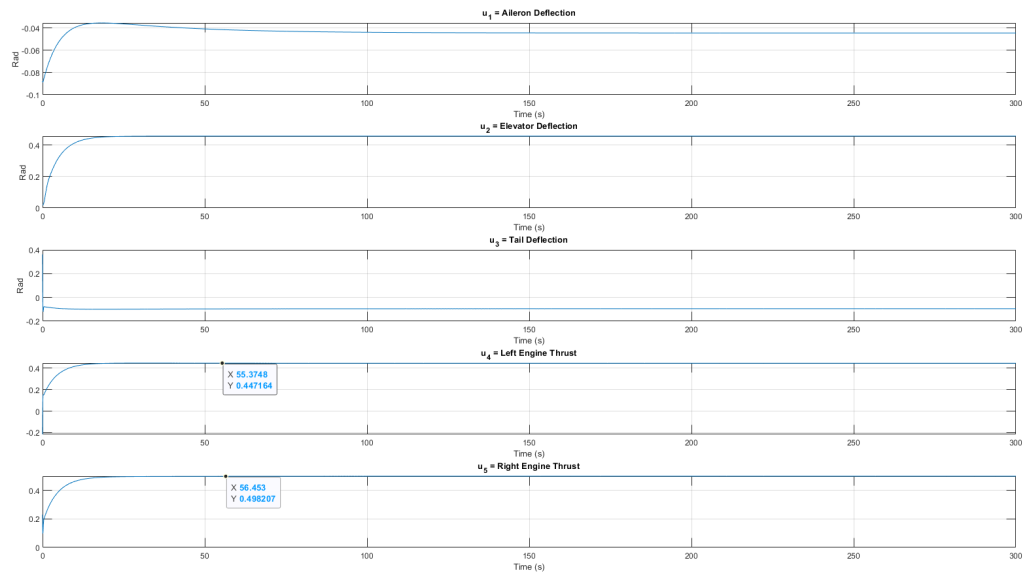 u1 = Aileron Deflection
-0.04
-0.06
-0.08
-0.1
Rad
0 50 100 150 200 250 300
Time (s)
u2 = Elevator Deflection
0.4
0.2
0
Rad
0 50 100 150 200 250 300
Time (s)
u3 = Tail Deflection
0.4
0.2
0
-0.2
Rad
0 50 100 150 200 250 300
Time (s)
u4 = Left Engine Thrust
0.4
0.2
0
-0.2
X 55.3748
Y 0.447164
0 50 100 150 200 250 300
Time (s)
u5 = Right Engine Thrust
0.4
0.2
0
X 56.453
Y 0.498207
0 50 100 150 200 250 300
Time (s)